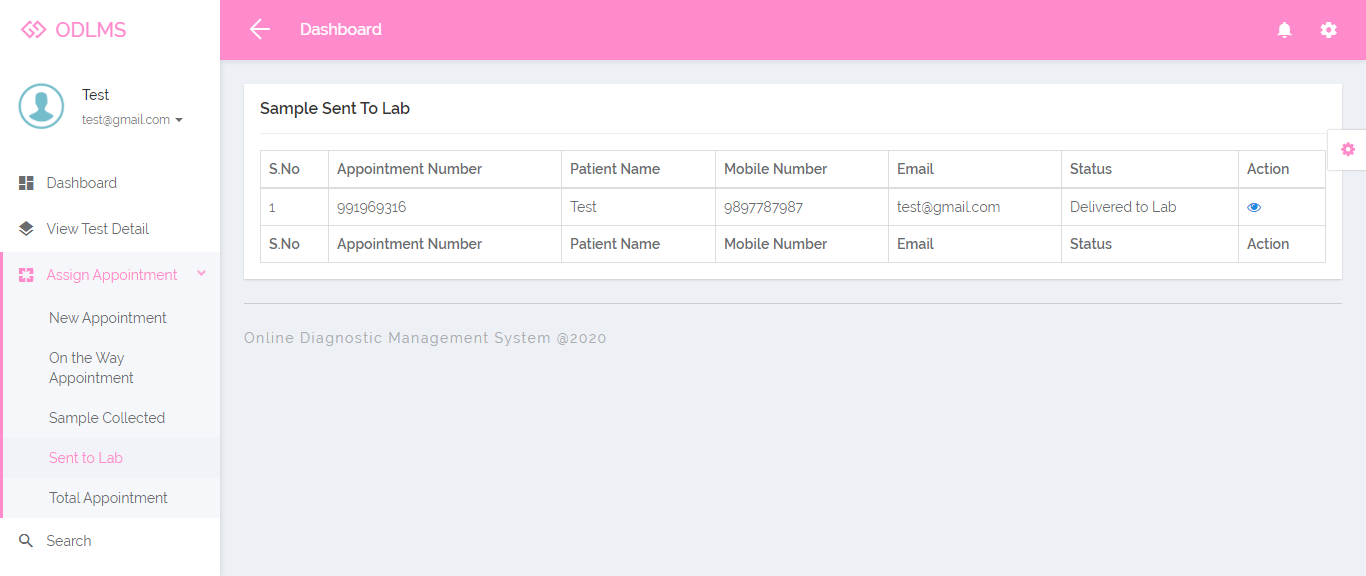 ODLMS
Dashboard
Test
test@gmail.com
Dashboard
View Test Detail
Assign Appointment
New Appointment
On the Way
Appointment
Sample Collected
Sent to Lab
Total Appointment
Search
Sample Sent To Lab
S.No Appointment Number Patient Name Mobile Number Email Status Action
1 991969316 Test 9897787987 test@gmail.com Delivered to Lab
S.No Appointment Number Patient Name Mobile Number Email Status Action
Online Diagnostic Management System @2020